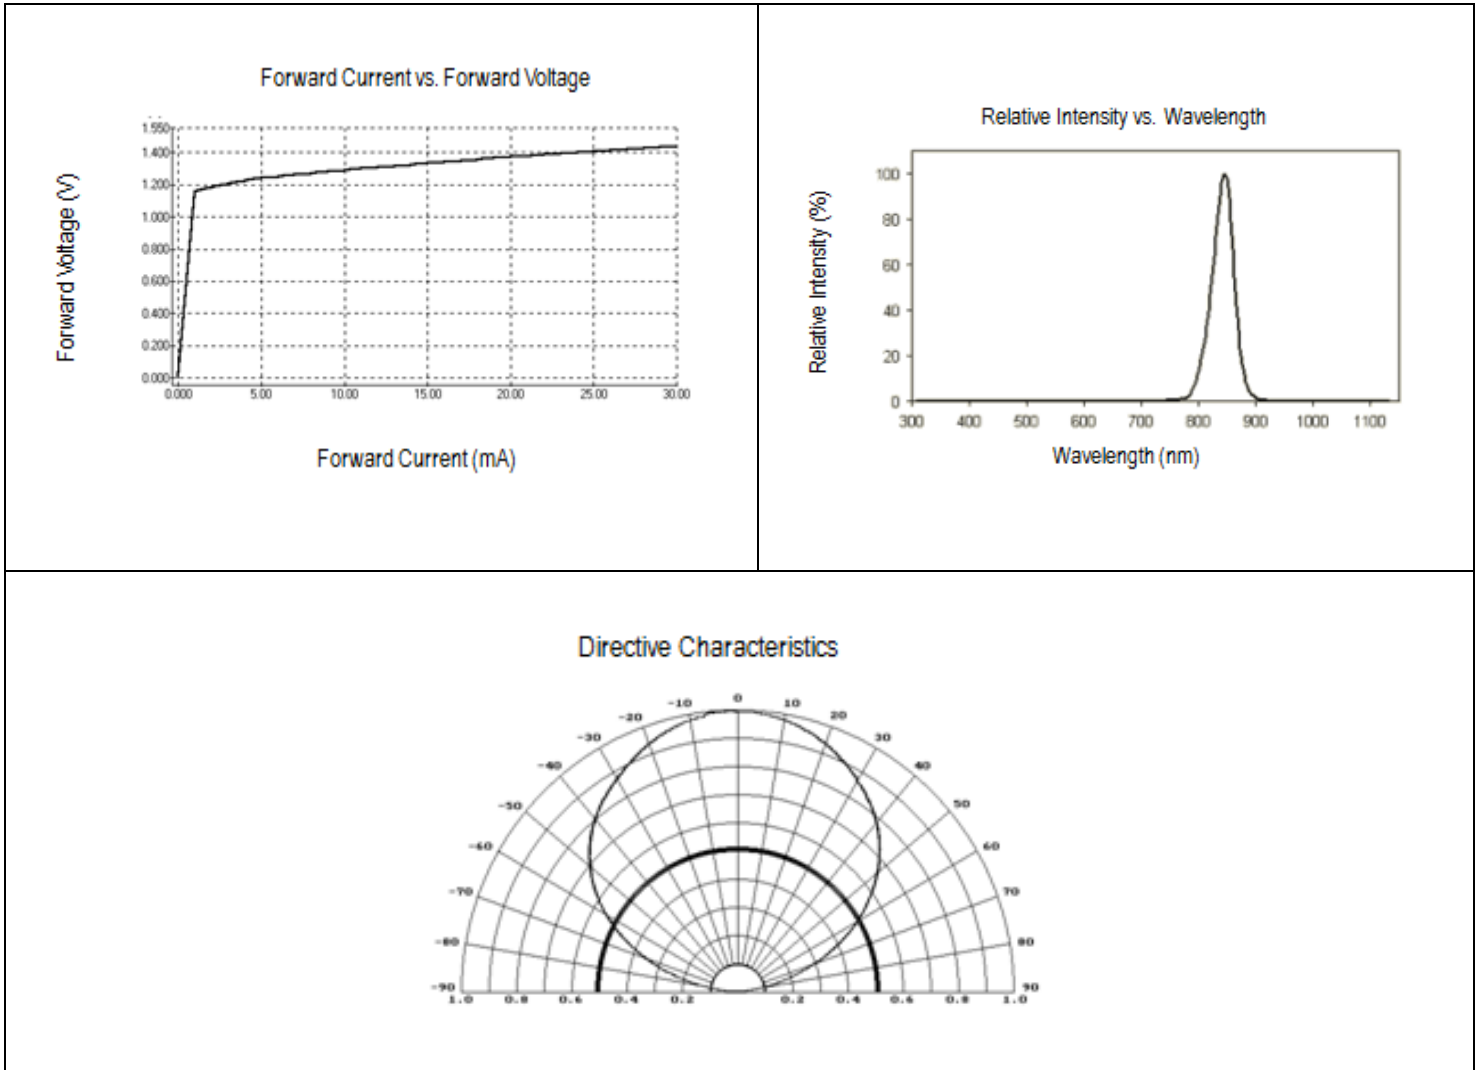 Forward Current vs. Forward Voltage
Forward Voltage (V)
1.550
1.400
1.200
1.000
0.800
0.600
0.400
0.200
0.000
0.000 5.00 10.00 15.00 20.00 25.00 30.00
Forward Current (mA)
Relative Intensity vs. Wavelength
Relative Intensity (%)
100
80
60
40
20
0
300 400 500 600 700 800 900 1000 1100
Wavelength (nm)
Directive Characteristics
-10 0 10
-20 20
-30 30
-40 40
-50 50
-60 60
-70 70
-80 80
-90 90
1.0 0.8 0.6 0.4 0.2 0.2 0.4 0.6 0.8 1.0